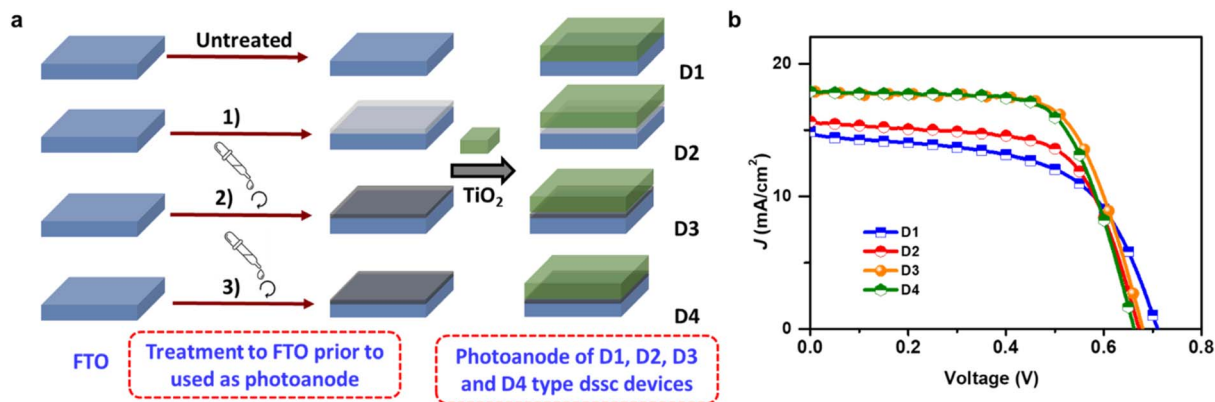 a
Untreated
D1
1)
D2
TiO₂
2)
D3
3)
D4
FTO
Treatment to FTO prior to
used as photoanode
Photoanode of D1, D2, D3
and D4 type dssc devices
b
J (mA/cm²)
20
10
0
D1
D2
D3
D4
0.0 0.2 0.4 0.6 0.8
Voltage (V)